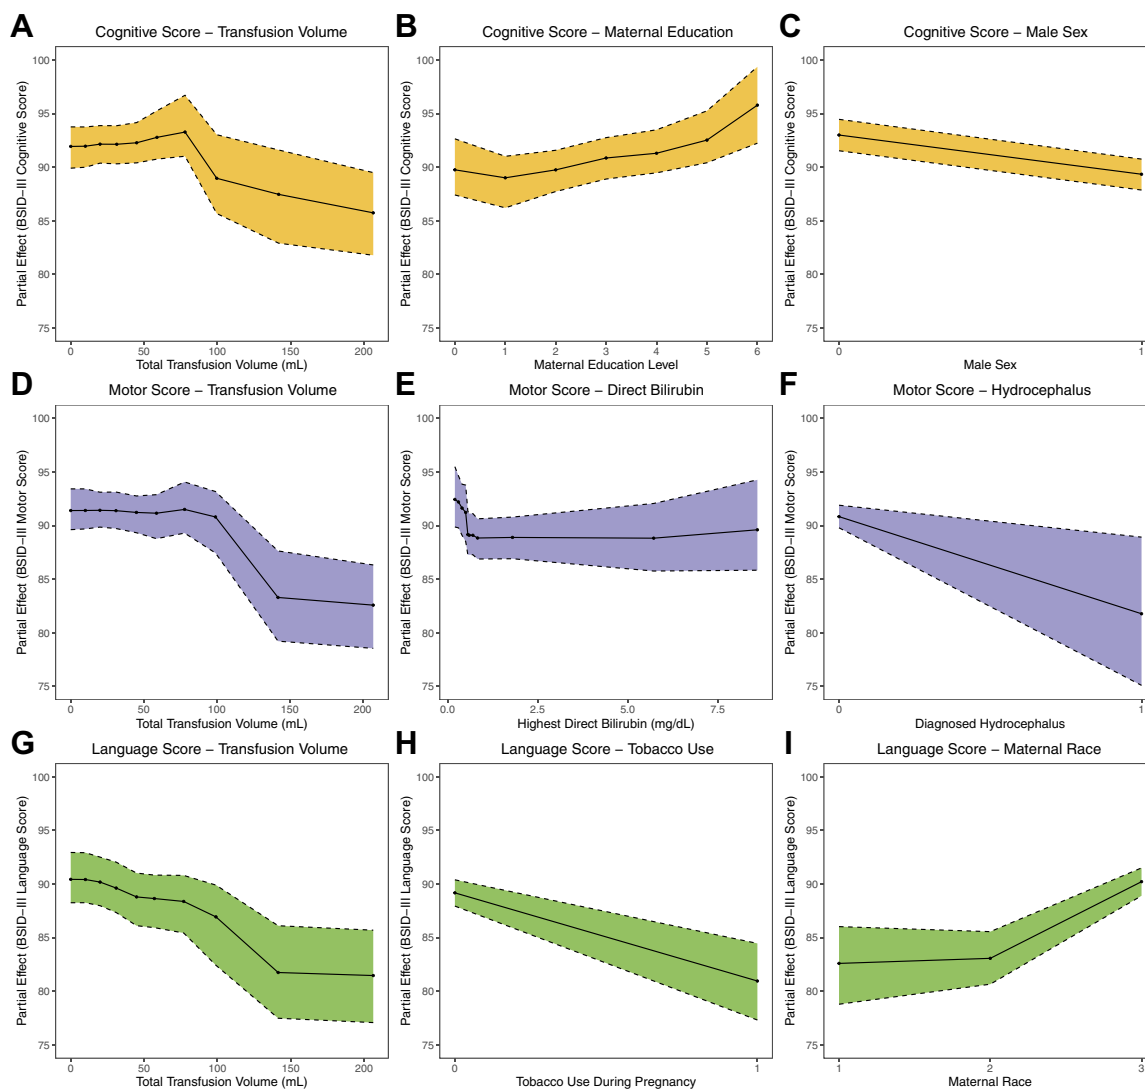 A
Cognitive Score – Transfusion Volume
Partial Effect (BSID–III Cognitive Score)
100
95
90
85
80
75
0 50 100 150 200
Total Transfusion Volume (mL)
B
Cognitive Score – Maternal Education
Partial Effect (BSID–III Cognitive Score)
100
95
90
85
80
75
0 1 2 3 4 5 6
Maternal Education Level
C
Cognitive Score – Male Sex
Partial Effect (BSID–III Cognitive Score)
100
95
90
85
80
75
0 1
Male Sex
D
Motor Score – Transfusion Volume
Partial Effect (BSID–III Motor Score)
100
95
90
85
80
75
0 50 100 150 200
Total Transfusion Volume (mL)
E
Motor Score – Direct Bilirubin
Partial Effect (BSID–III Motor Score)
100
95
90
85
80
75
0.0 2.5 5.0 7.5
Highest Direct Bilirubin (mg/dL)
F
Motor Score – Hydrocephalus
Partial Effect (BSID–III Motor Score)
100
95
90
85
80
75
0 1
Diagnosed Hydrocephalus
G
Language Score – Transfusion Volume
Partial Effect (BSID–III Language Score)
100
95
90
85
80
75
0 50 100 150 200
Total Transfusion Volume (mL)
H
Language Score – Tobacco Use
Partial Effect (BSID–III Language Score)
100
95
90
85
80
75
0 1
Tobacco Use During Pregnancy
I
Language Score – Maternal Race
Partial Effect (BSID–III Language Score)
100
95
90
85
80
75
1 2 3
Maternal Race